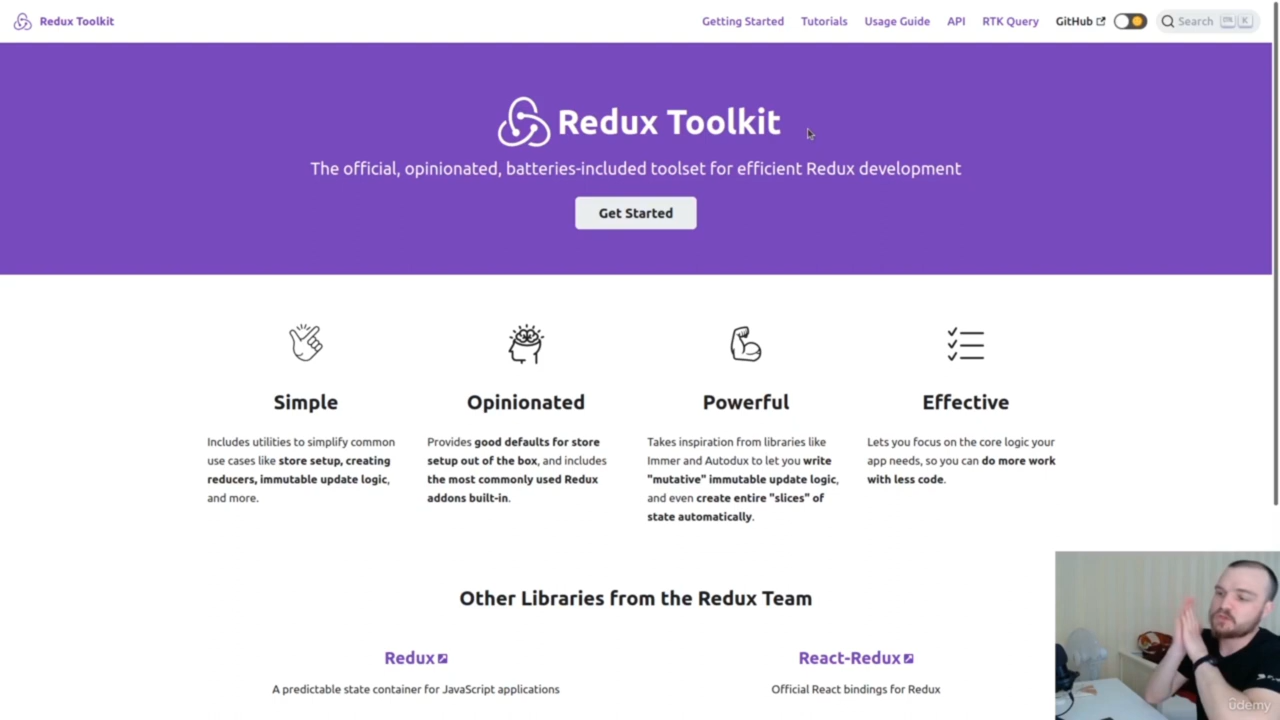 Redux Toolkit
Getting Started Tutorials Usage Guide API RTK Query GitHub Search K
Redux Toolkit
The official, opinionated, batteries-included toolset for efficient Redux development
Get Started
Simple
Includes utilities to simplify common
use cases like store setup, creating
reducers, immutable update logic,
and more.
Opinionated
Provides good defaults for store
setup out of the box, and includes
the most commonly used Redux
addons built-in.
Powerful
Takes inspiration from libraries like
Immer and Autodux to let you write
"mutative" immutable update logic,
and even create entire "slices" of
state automatically.
Effective
Lets you focus on the core logic your
app needs, so you can do more work
with less code.
Other Libraries from the Redux Team
Redux
A predictable state container for JavaScript applications
React-Redux
Official React bindings for Redux
udemy